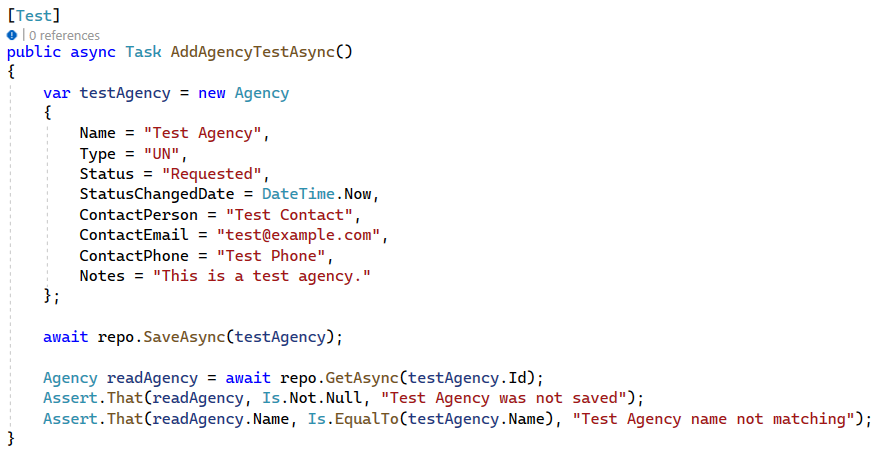 [Test]
| 0 references
public async Task AddAgencyTestAsync()
{
    var testAgency = new Agency
    {
        Name = "Test Agency",
        Type = "UN",
        Status = "Requested",
        StatusChangedDate = DateTime.Now,
        ContactPerson = "Test Contact",
        ContactEmail = "test@example.com",
        ContactPhone = "Test Phone",
        Notes = "This is a test agency."
    };

    await repo.SaveAsync(testAgency);

    Agency readAgency = await repo.GetAsync(testAgency.Id);
    Assert.That(readAgency, Is.Not.Null, "Test Agency was not saved");
    Assert.That(readAgency.Name, Is.EqualTo(testAgency.Name), "Test Agency name not matching");
}